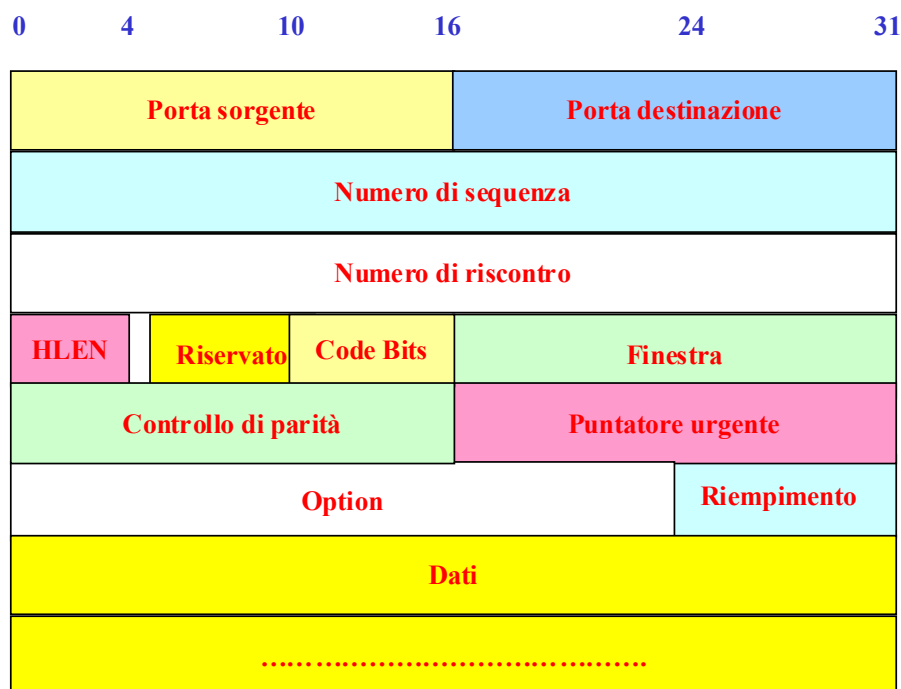 0 4 10 16 24 31
Porta sorgente Porta destinazione
Numero di sequenza
Numero di riscontro
HLEN Riservato Code Bits Finestra
Controllo di parità Puntatore urgente
Option Riempimento
Dati
…………………………………….